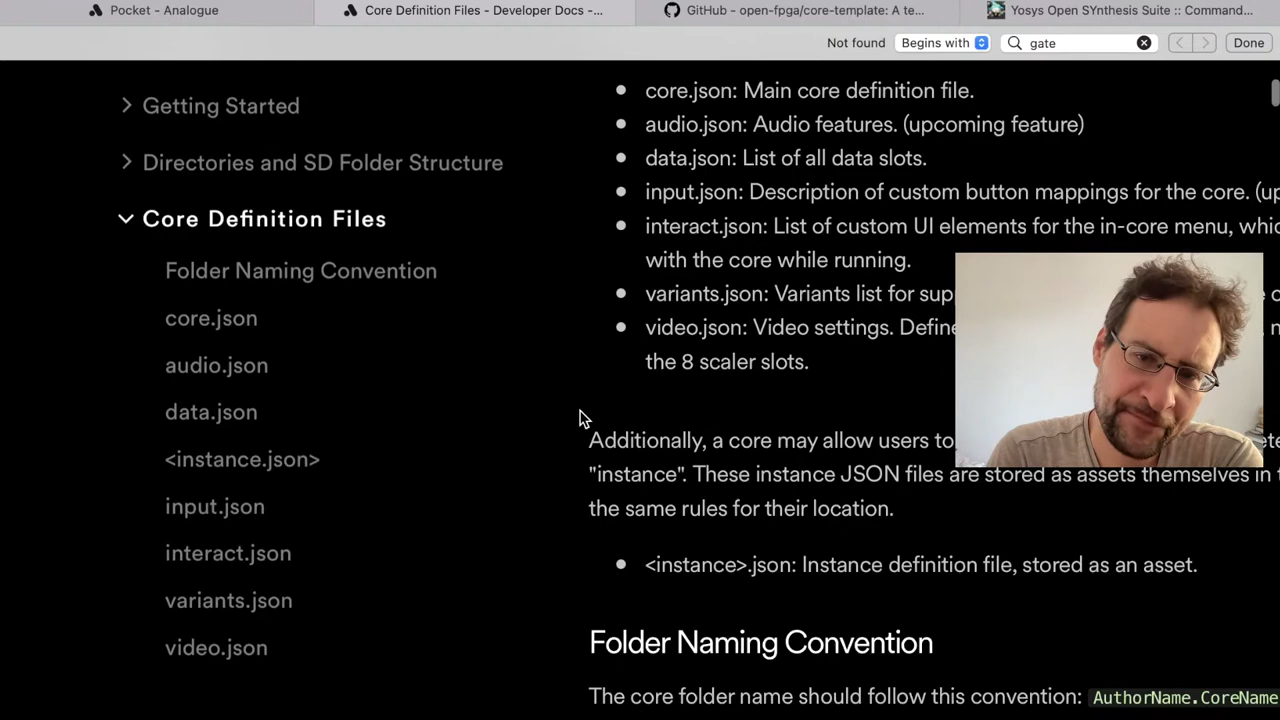 Pocket - Analogue
Core Definition Files - Developer Docs -...
GitHub - open-fpga/core-template: A te...
Yosys Open SYnthesis Suite :: Command...
Not found
Begins with
gate
Done
Getting Started
Directories and SD Folder Structure
Core Definition Files
Folder Naming Convention
core.json
audio.json
data.json
<instance.json>
input.json
interact.json
variants.json
video.json
core.json: Main core definition file.
audio.json: Audio features. (upcoming feature)
data.json: List of all data slots.
input.json: Description of custom button mappings for the core. (up
interact.json: List of custom UI elements for the in-core menu, whic
with the core while running.
variants.json: Variants list for sup
video.json: Video settings. Define
the 8 scaler slots.
Additionally, a core may allow users to
"instance". These instance JSON files are stored as assets themselves in t
the same rules for their location.
<instance>.json: Instance definition file, stored as an asset.
Folder Naming Convention
The core folder name should follow this convention: AuthorName.CoreName